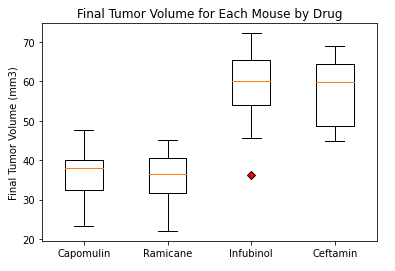 Final Tumor Volume for Each Mouse by Drug
Final Tumor Volume (mm3)
70
60
50
40
30
20
Capomulin Ramicane Infubinol Ceftamin